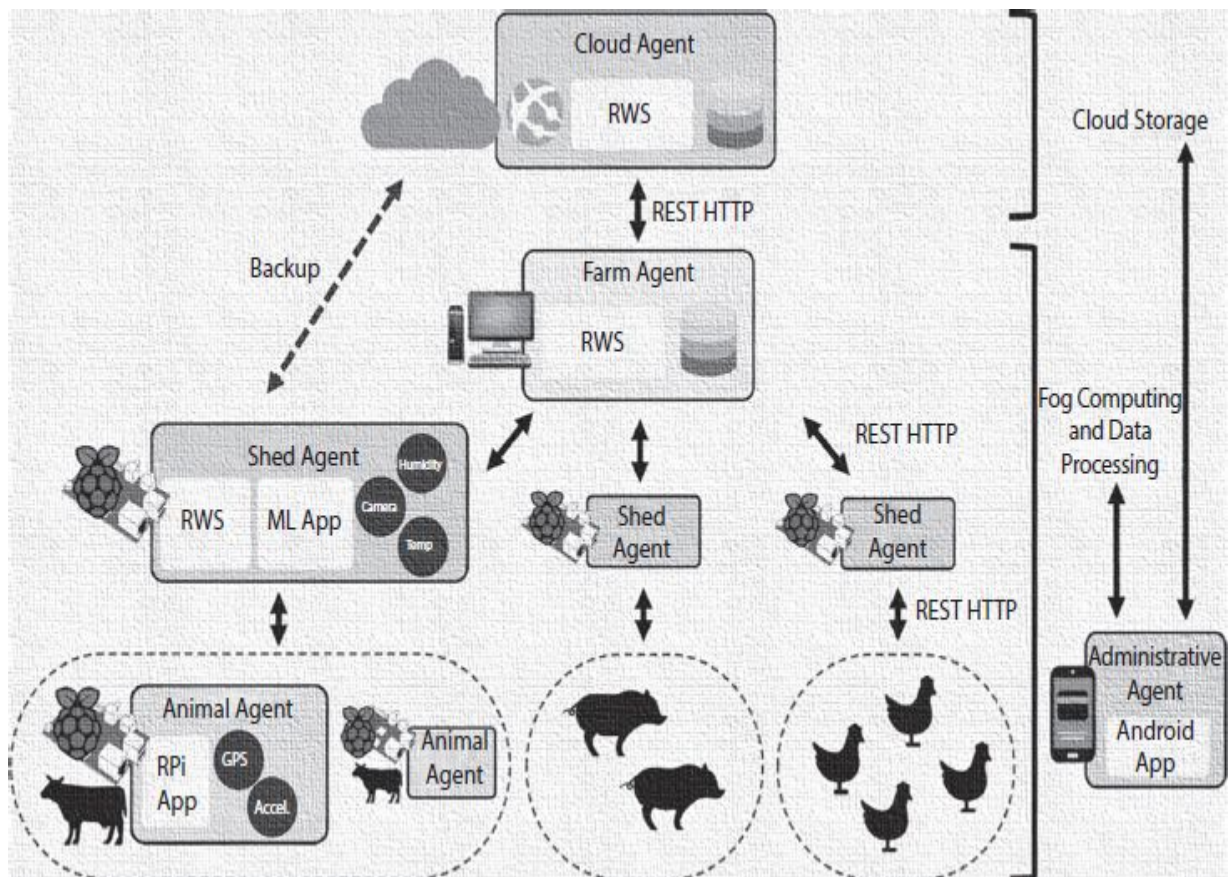 Cloud Agent
RWS
Cloud Storage
REST HTTP
Backup
Farm Agent
RWS
Fog Computing
and Data
Processing
REST HTTP
Shed Agent
Humidity
Camera
Temp
RWS
ML App
Shed
Agent
Shed
Agent
REST HTTP
Animal Agent
GPS
Accel.
RPi
App
Animal
Agent
Administrative
Agent
Android
App